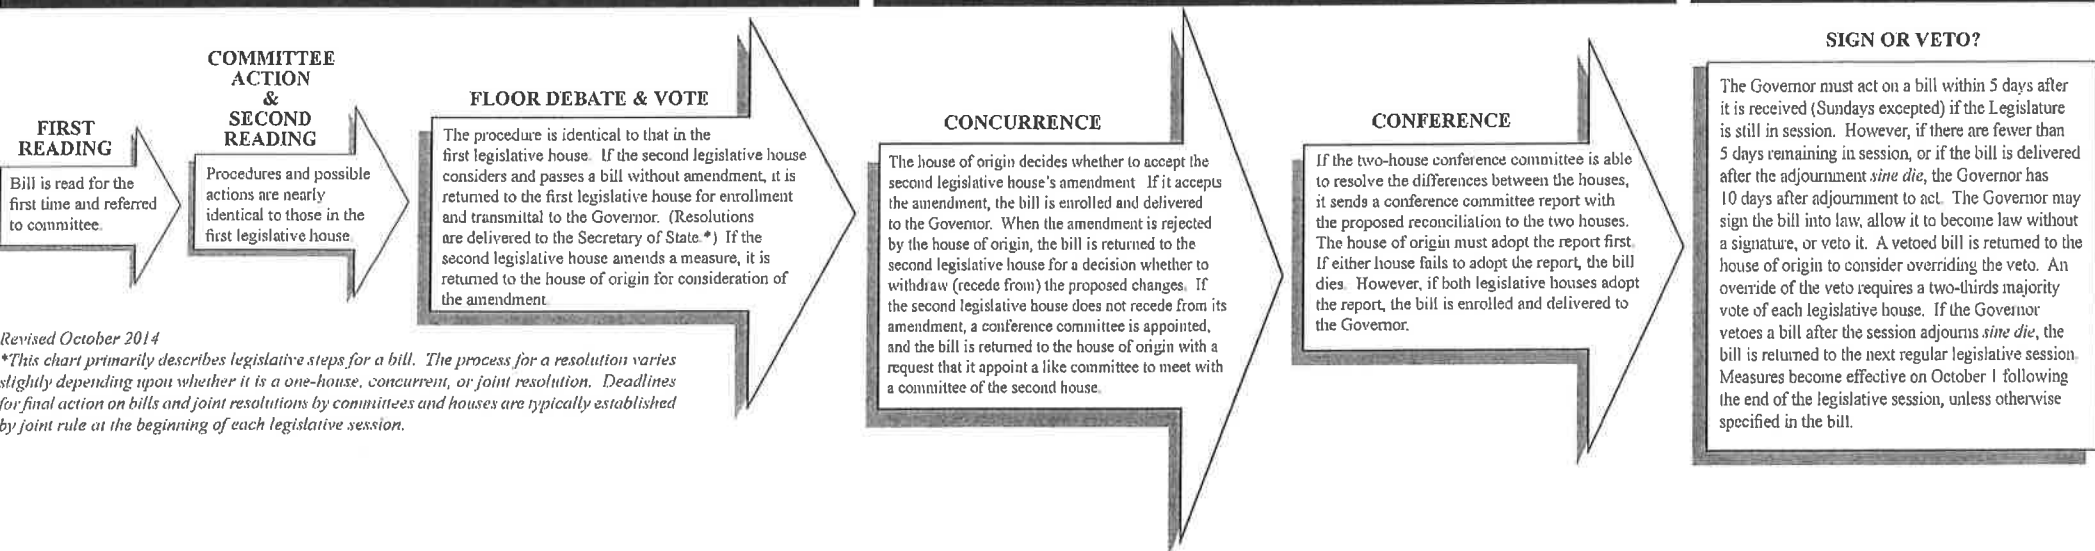 FIRST
READING
Bill is read for the
first time and referred
to committee.
COMMITTEE
ACTION
&
SECOND
READING
Procedures and possible
actions are nearly
identical to those in the
first legislative house.
FLOOR DEBATE & VOTE
The procedure is identical to that in the
first legislative house. If the second legislative house
considers and passes a bill without amendment, it is
returned to the first legislative house for enrollment
and transmittal to the Governor. (Resolutions
are delivered to the Secretary of State.*) If the
second legislative house amends a measure, it is
returned to the house of origin for consideration of
the amendment.
CONCURRENCE
The house of origin decides whether to accept the
second legislative house's amendment. If it accepts
the amendment, the bill is enrolled and delivered
to the Governor. When the amendment is rejected
by the house of origin, the bill is returned to the
second legislative house for a decision whether to
withdraw (recede from) the proposed changes. If
the second legislative house does not recede from its
amendment, a conference committee is appointed,
and the bill is returned to the house of origin with a
request that it appoint a like committee to meet with
a committee of the second house.
CONFERENCE
If the two-house conference committee is able
to resolve the differences between the houses,
it sends a conference committee report with
the proposed reconciliation to the two houses.
The house of origin must adopt the report first.
If either house fails to adopt the report, the bill
dies. However, if both legislative houses adopt
the report, the bill is enrolled and delivered to
the Governor.
SIGN OR VETO?
The Governor must act on a bill within 5 days after
it is received (Sundays excepted) if the Legislature
is still in session. However, if there are fewer than
5 days remaining in session, or if the bill is delivered
after the adjournment sine die, the Governor has
10 days after adjournment to act. The Governor may
sign the bill into law, allow it to become law without
a signature, or veto it. A vetoed bill is returned to the
house of origin to consider overriding the veto. An
override of the veto requires a two-thirds majority
vote of each legislative house. If the Governor
vetoes a bill after the session adjourns sine die, the
bill is returned to the next regular legislative session.
Measures become effective on October 1 following
the end of the legislative session, unless otherwise
specified in the bill.
Revised October 2014
*This chart primarily describes legislative steps for a bill. The process for a resolution varies
slightly depending upon whether it is a one-house, concurrent, or joint resolution. Deadlines
for final action on bills and joint resolutions by committees and houses are typically established
by joint rule at the beginning of each legislative session.